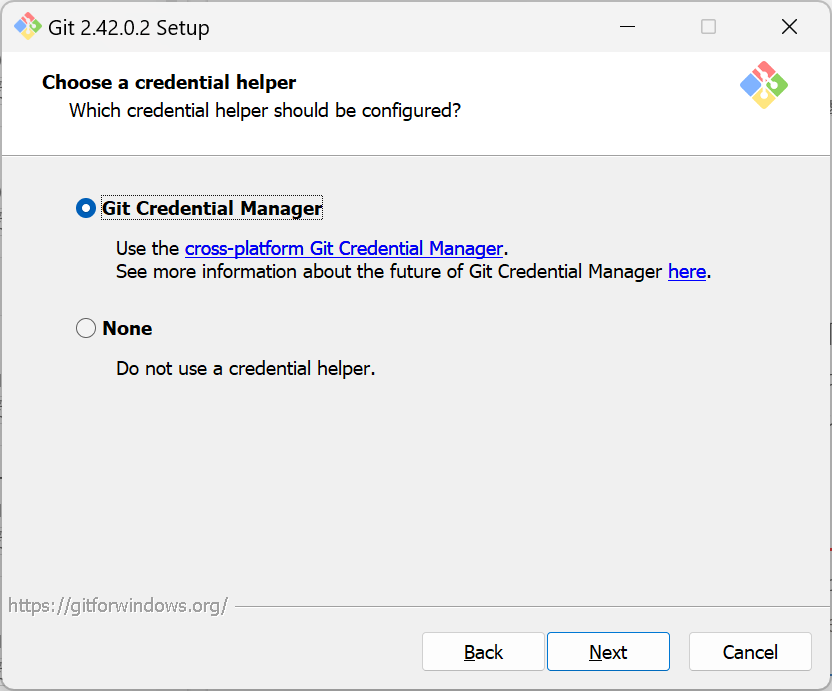 Git 2.42.0.2 Setup
Choose a credential helper
Which credential helper should be configured?
Git Credential Manager
Use the cross-platform Git Credential Manager.
See more information about the future of Git Credential Manager here.
None
Do not use a credential helper.
https://gitforwindows.org/
Back Next Cancel